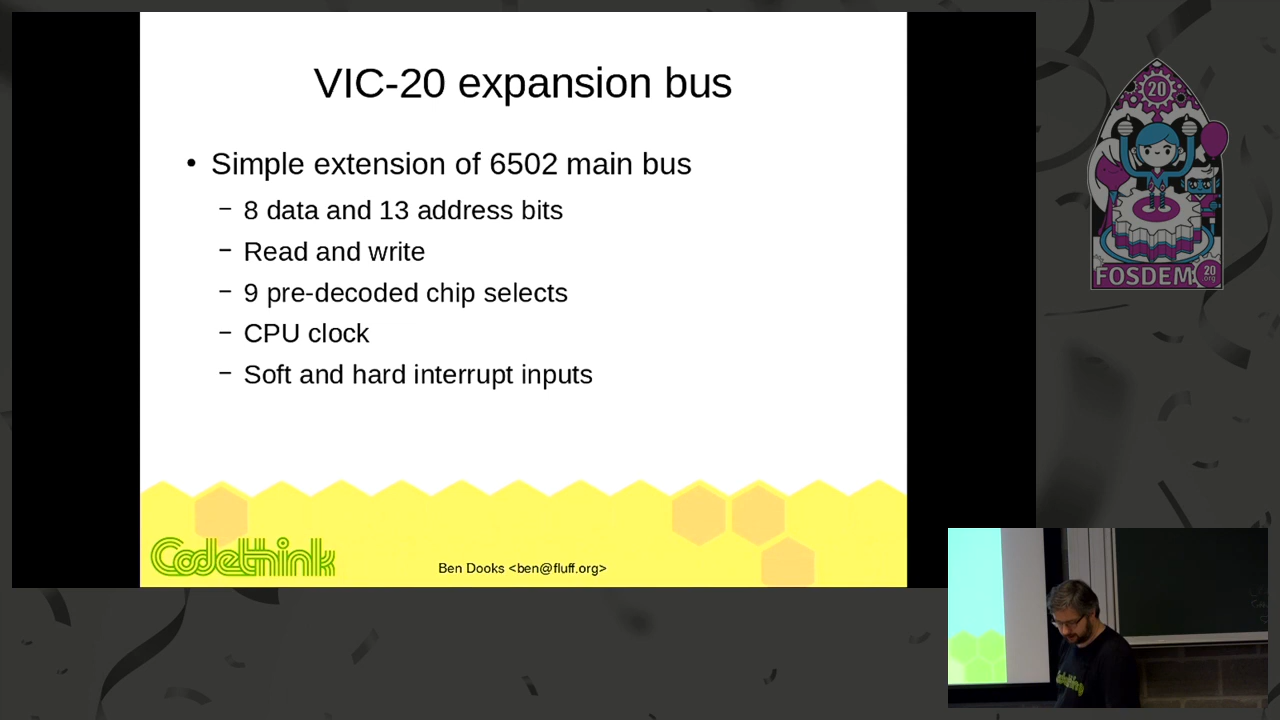 VIC-20 expansion bus
• Simple extension of 6502 main bus
– 8 data and 13 address bits
– Read and write
– 9 pre-decoded chip selects
– CPU clock
– Soft and hard interrupt inputs
Codethink
Ben Dooks <ben@fluff.org>
20
FOSDEM
20
org